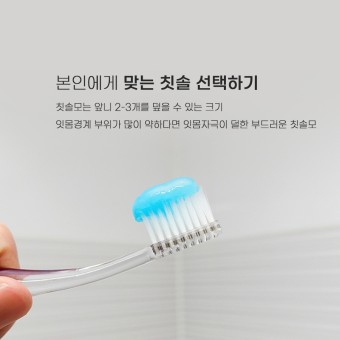 본인에게 맞는 칫솔 선택하기
칫솔모는 앞니 2-3개를 덮을 수 있는 크기
잇몸경계 부위가 많이 약하다면 잇몸자극이 덜한 부드러운 칫솔모